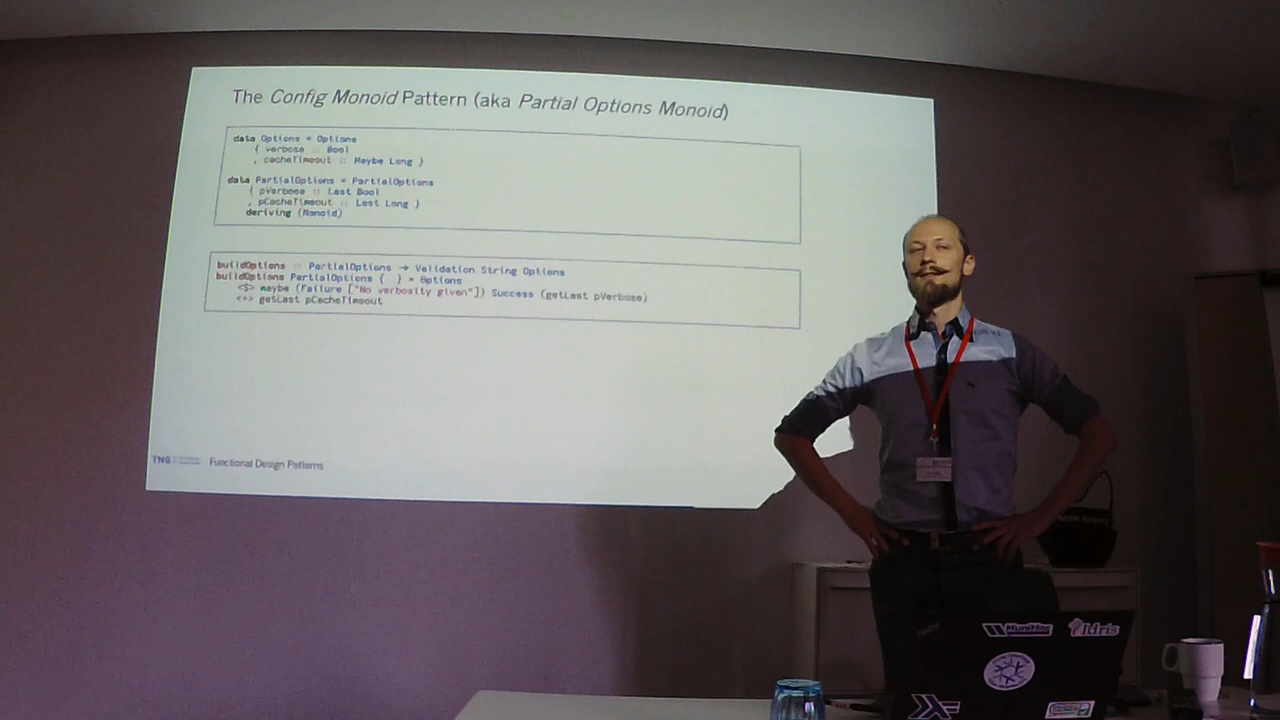 The Config Monoid Pattern (aka Partial Options Monoid)
data Options = Options
{ verbose :: Bool
, cacheTimeout :: Maybe Long }
data PartialOptions = PartialOptions
{ pVerbose :: Last Bool
, pCacheTimeout :: Last Long }
deriving (Monoid)
buildOptions :: PartialOptions → Validation String Options
buildOptions PartialOptions { } = Options
<$> maybe (Failure ["No verbosity given"]) Success (getLast pVerbose)
<*> getLast pCacheTimeout
TNG
Functional Design Patterns
MuniHac
Idris